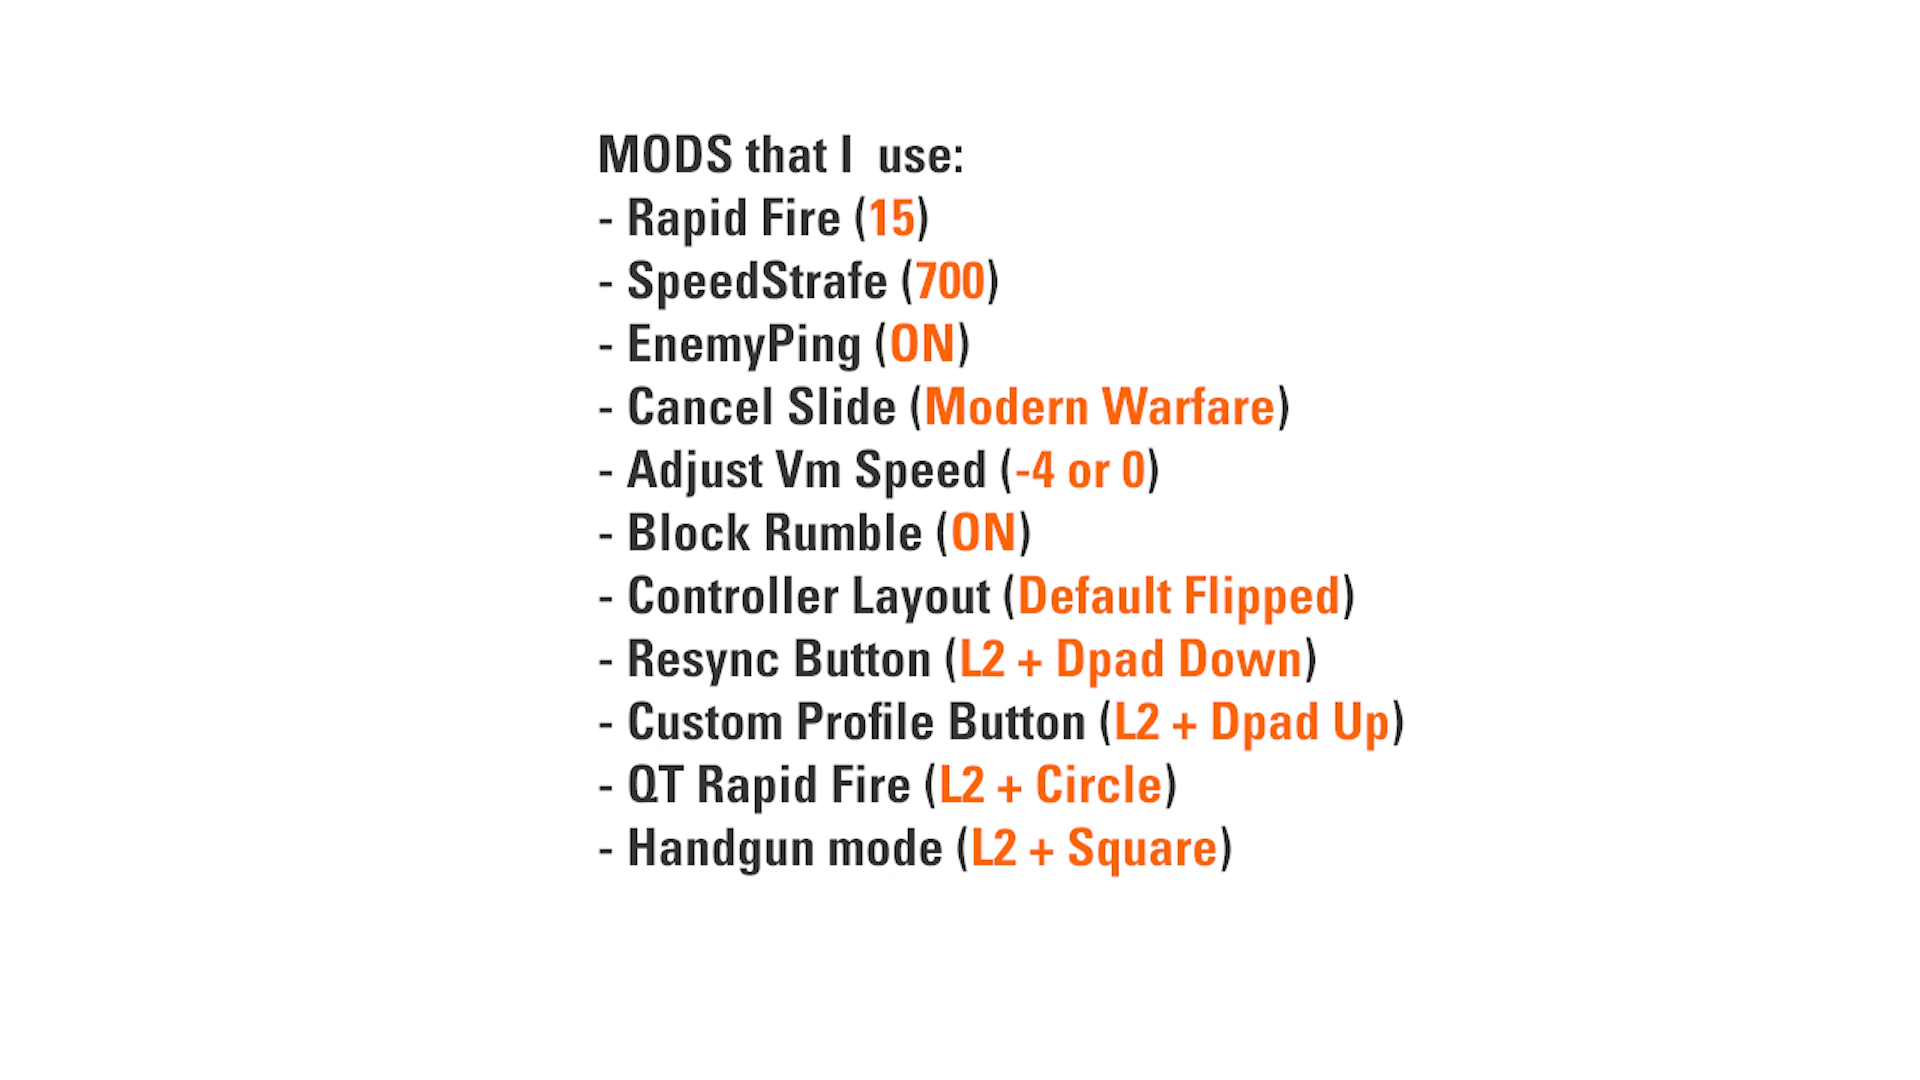 MODS that I  use:
- Rapid Fire (15)
- SpeedStrafe (700)
- EnemyPing (ON)
- Cancel Slide (Modern Warfare)
- Adjust Vm Speed (-4 or 0)
- Block Rumble (ON)
- Controller Layout (Default Flipped)
- Resync Button (L2 + Dpad Down)
- Custom Profile Button (L2 + Dpad Up)
- QT Rapid Fire (L2 + Circle)
- Handgun mode (L2 + Square)